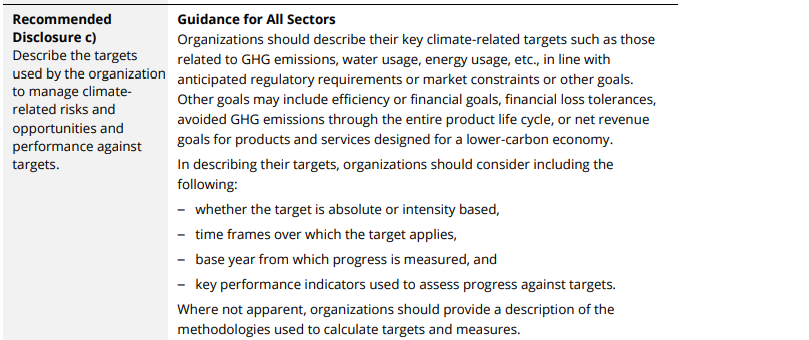 Recommended
Disclosure c)
Describe the targets
used by the organization
to manage climate-
related risks and
opportunities and
performance against
targets.
Guidance for All Sectors
Organizations should describe their key climate-related targets such as those
related to GHG emissions, water usage, energy usage, etc., in line with
anticipated regulatory requirements or market constraints or other goals.
Other goals may include efficiency or financial goals, financial loss tolerances,
avoided GHG emissions through the entire product life cycle, or net revenue
goals for products and services designed for a lower-carbon economy.
In describing their targets, organizations should consider including the
following:
− whether the target is absolute or intensity based,
− time frames over which the target applies,
− base year from which progress is measured, and
− key performance indicators used to assess progress against targets.
Where not apparent, organizations should provide a description of the
methodologies used to calculate targets and measures.